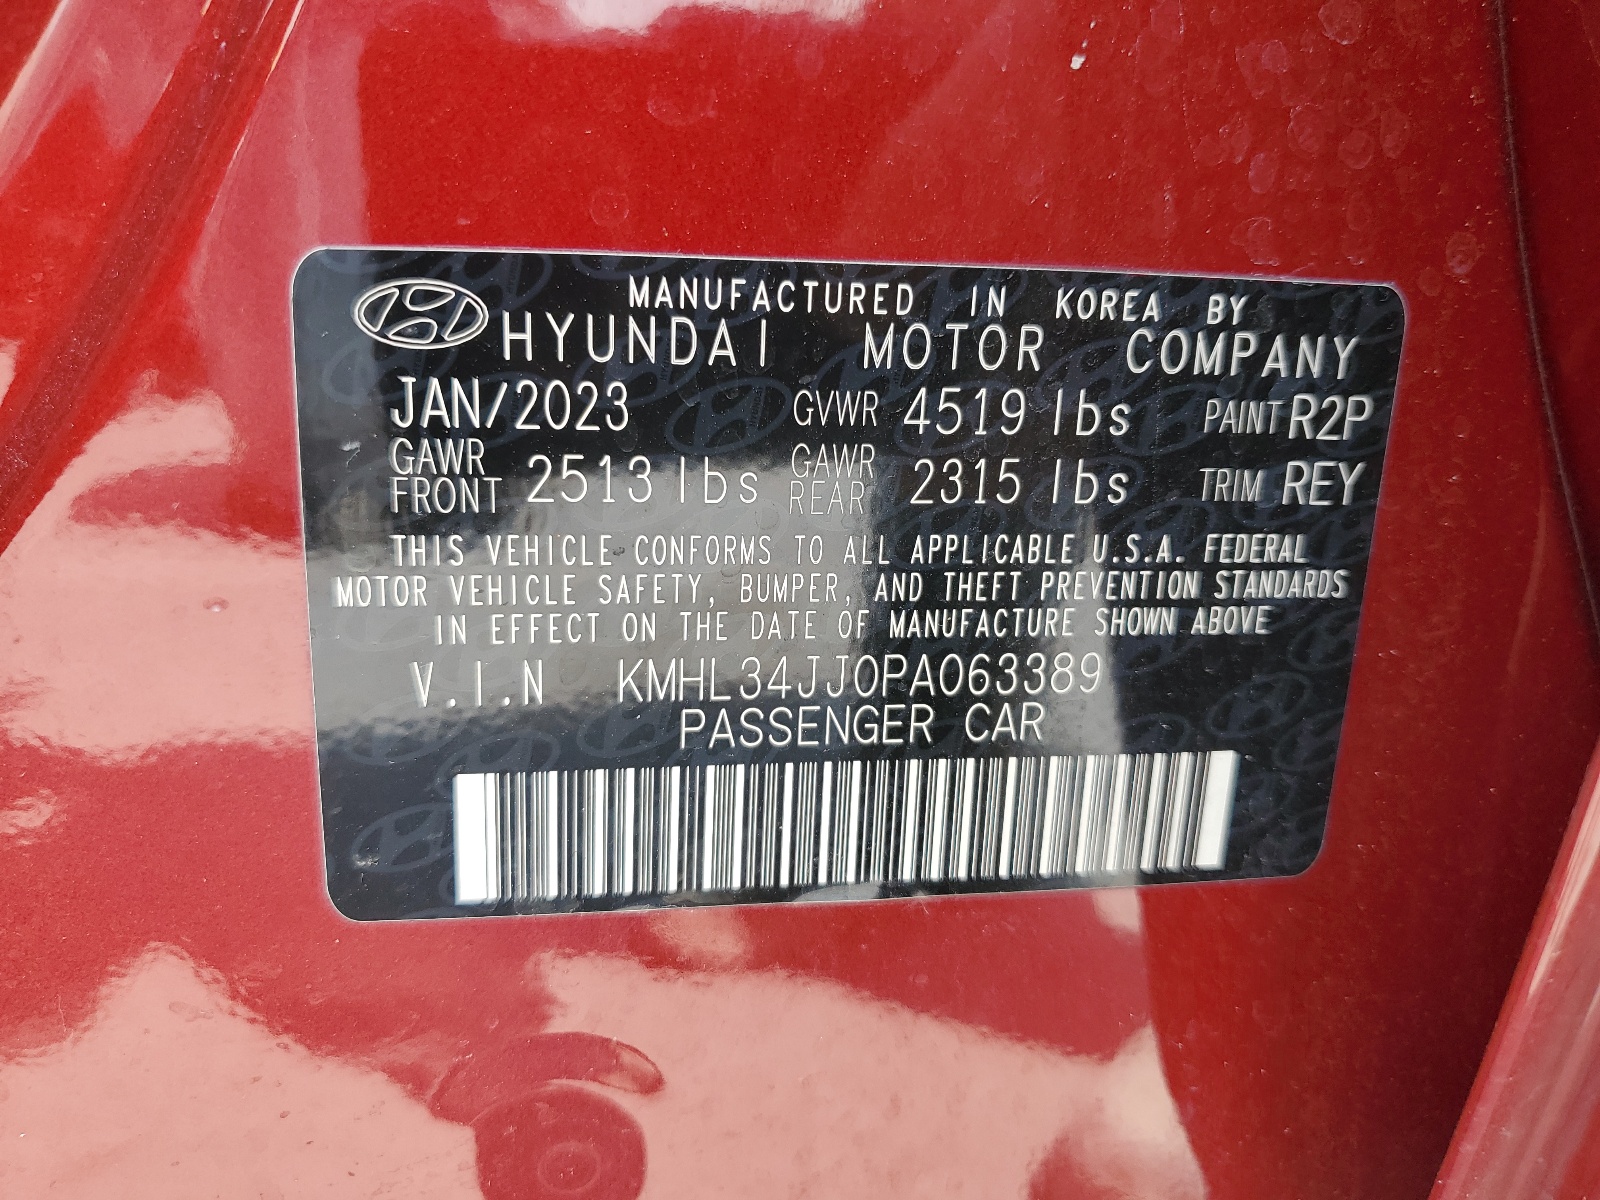 MANUFACTURED IN KOREA BY
HYUNDAI MOTOR COMPANY
JAN/2023 GVWR 4519 lbs PAINT R2P
GAWR FRONT 2513 lbs GAWR REAR 2315 lbs TRIM REY
THIS VEHICLE CONFORMS TO ALL APPLICABLE U.S.A. FEDERAL
MOTOR VEHICLE SAFETY, BUMPER, AND THEFT PREVENTION STANDARDS
IN EFFECT ON THE DATE OF MANUFACTURE SHOWN ABOVE
V.I.N KMHL34JJ0PA063389
PASSENGER CAR